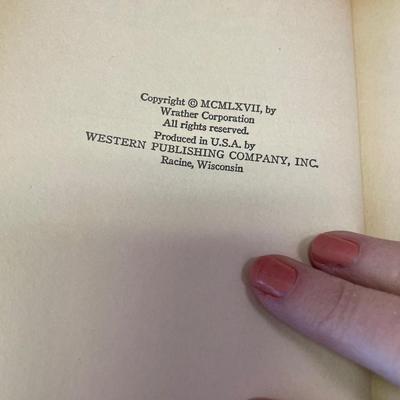 Copyright © MCMLXVII, by
Wrather Corporation
All rights reserved.
Produced in U.S.A. by
WESTERN PUBLISHING COMPANY, INC.
Racine, Wisconsin